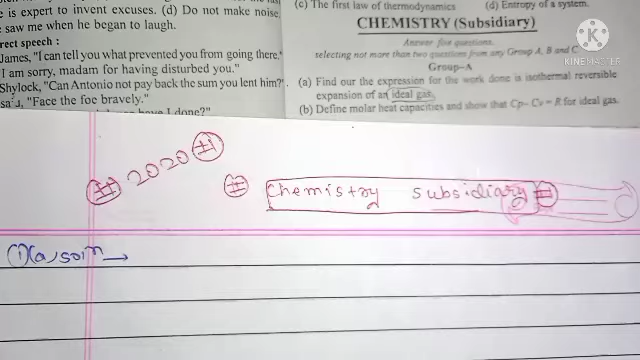 e is expert to invent excuses. (d) Do not make noise,
e saw me when he began to laugh.
rect speech :
James, "I can tell you what prevented you from going there."
I am sorry, madam for having disturbed you."
Shylock, "Can Antonio not pay back the sum you lent him?"
"Face the foe bravely."
I done?"
(c) The first law of thermodynamics (d) Entropy of a system.
CHEMISTRY (Subsidiary)
Answer five questions,
selecting not more than two questions from any Group A, B and C
Group-A
(a) Find our the expression for the work done is isothermal reversible
expansion of an ideal gas.
(b) Define molar heat capacities and show that Cp- Cv = R for ideal gas.
KINEMASTER
# 2020 #
# Chemistry subsidiary #
1)(a) soln →